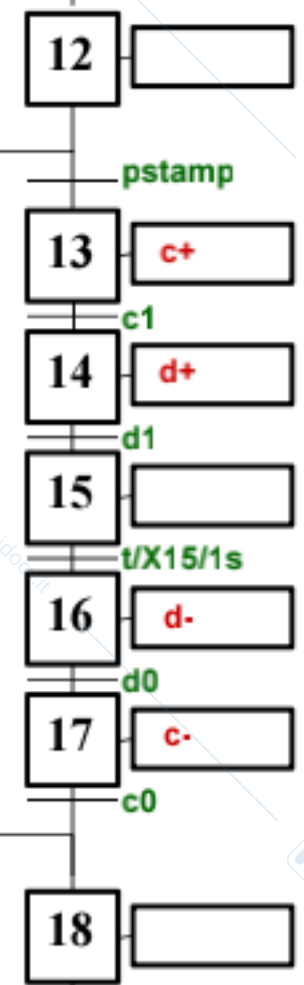 12
pstamp
13 c+
c1
14 d+
d1
15
t/X15/1s
16 d-
d0
17 c-
c0
18